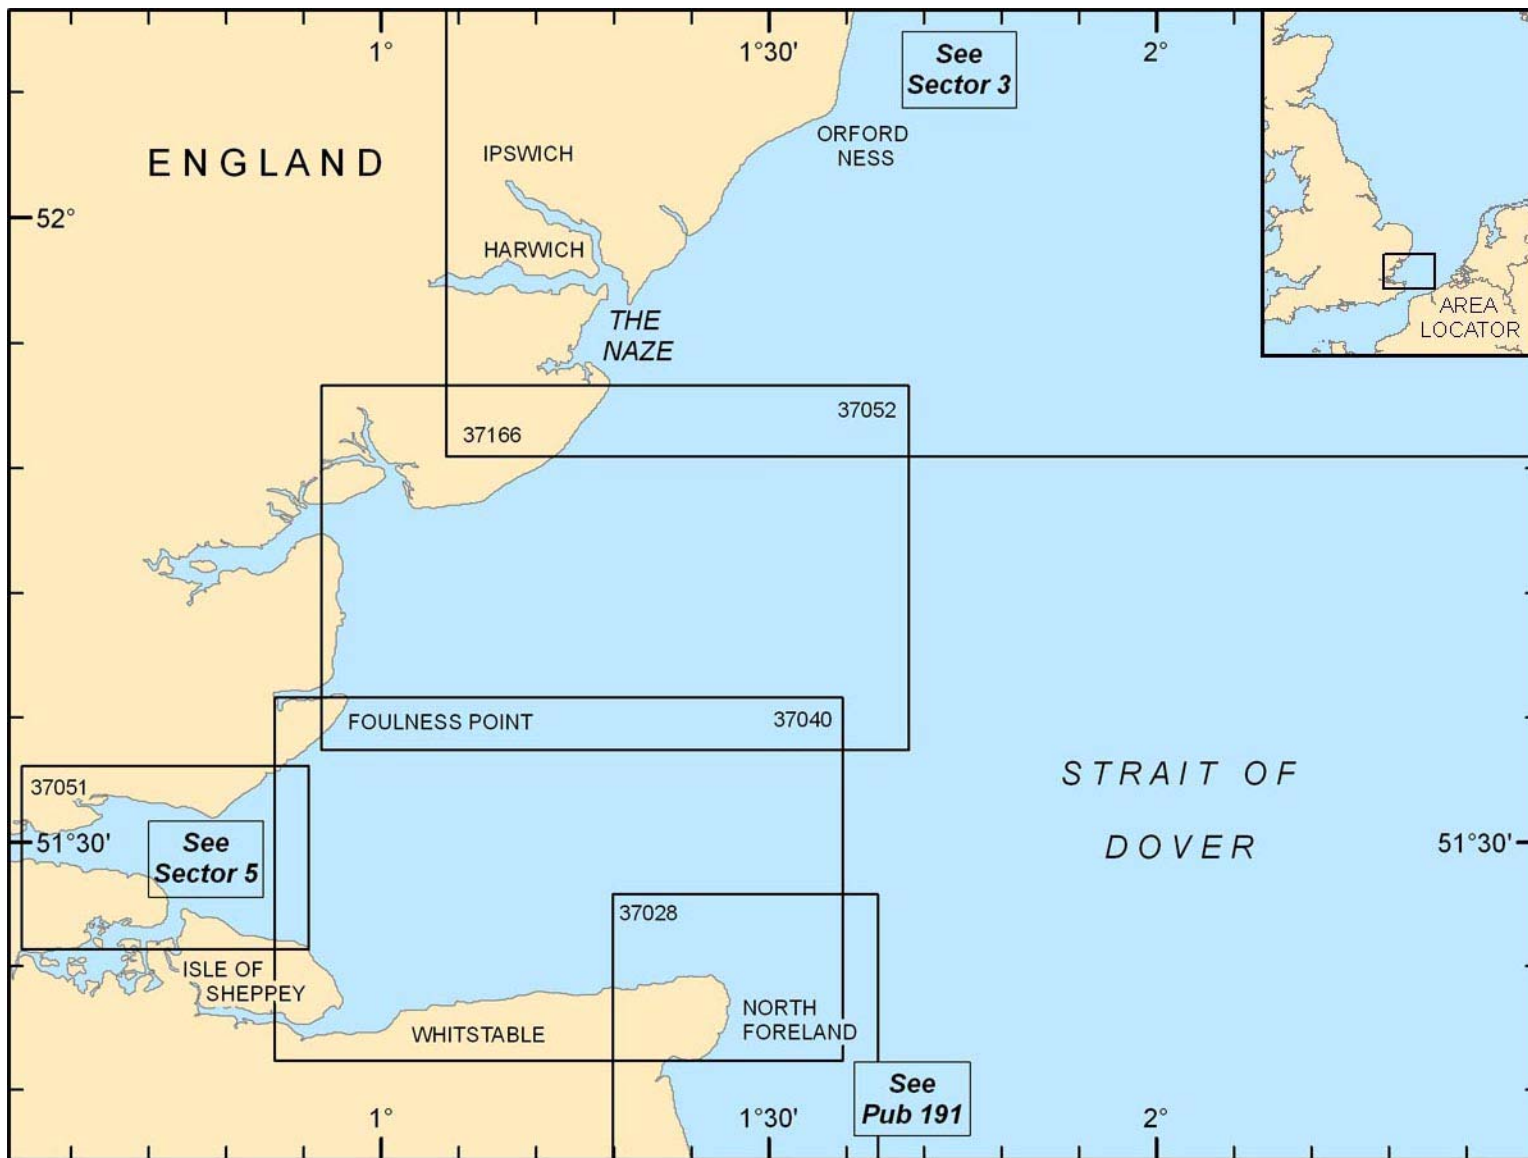 1°
1°30'
2°
See
Sector 3
ORFORD
NESS
IPSWICH
ENGLAND
52°
HARWICH
THE
NAZE
AREA
LOCATOR
37052
37166
FOULNESS POINT
37040
STRAIT OF
DOVER
37051
51°30'
51°30'
See
Sector 5
37028
ISLE OF
SHEPPEY
WHITSTABLE
NORTH
FORELAND
See
Pub 191
1°
1°30'
2°